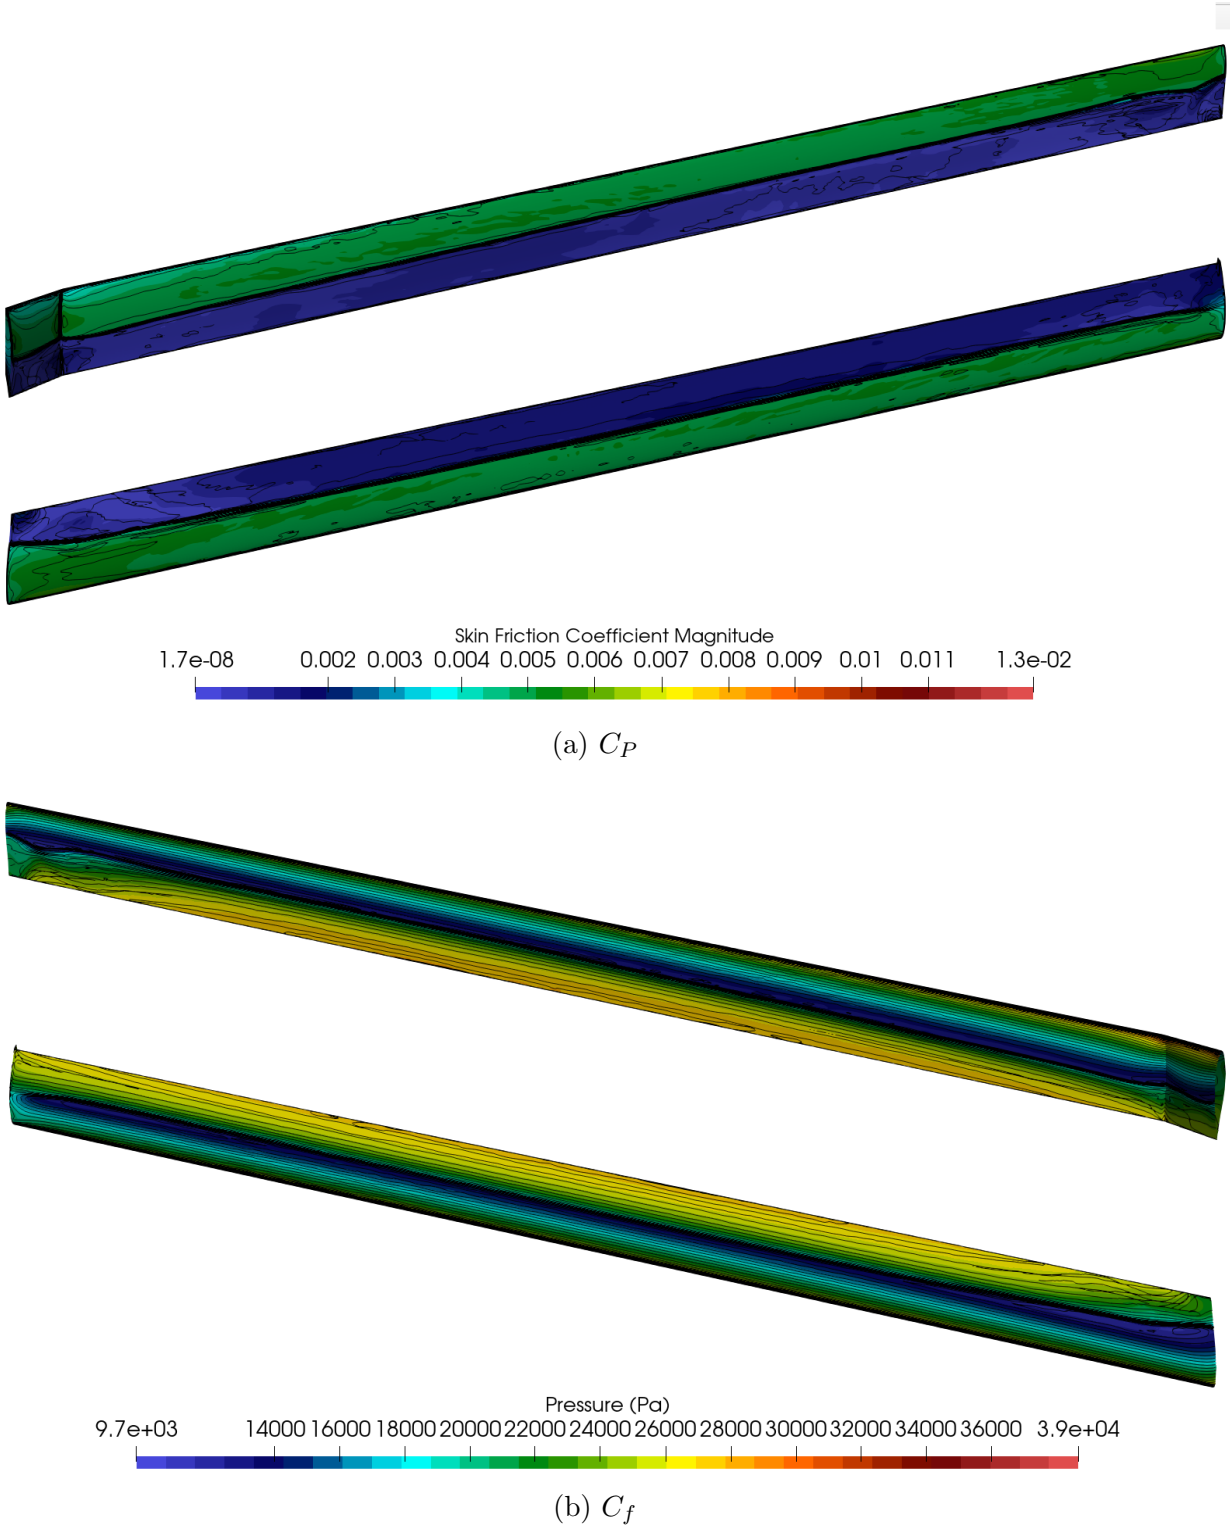 Skin Friction Coefficient Magnitude
1.7e-08 0.002 0.003 0.004 0.005 0.006 0.007 0.008 0.009 0.01 0.011 1.3e-02
(a) C_P
Pressure (Pa)
9.7e+03 14000 16000 18000 20000 22000 24000 26000 28000 30000 32000 34000 36000 3.9e+04
(b) C_f